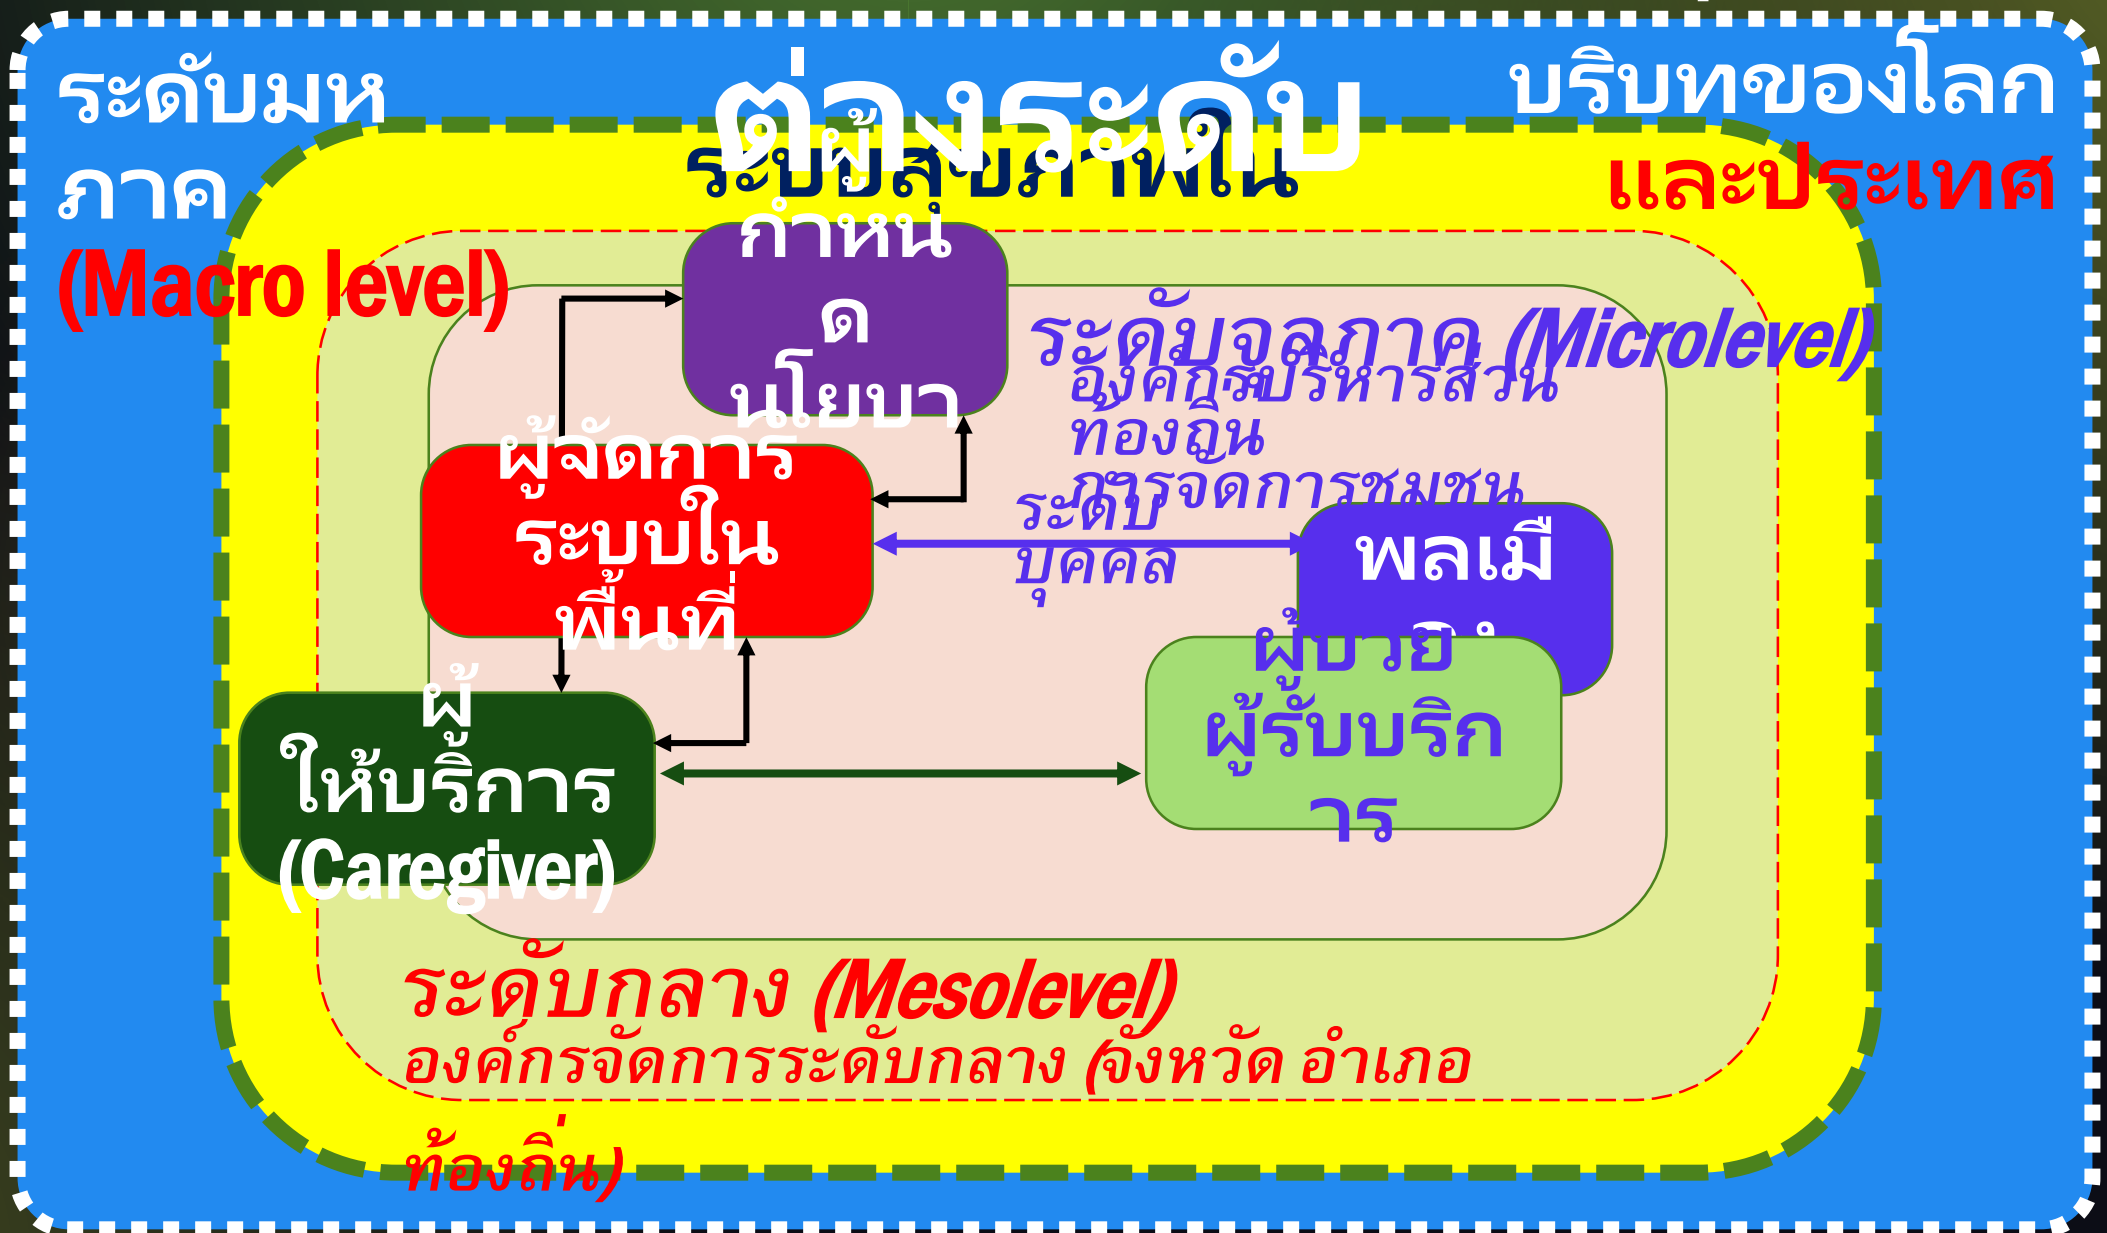 ระดับมห
ภาค
(Macro level)
ต่างระดับ
ระบบสุขภาพใน
บริบทของโลก
และประเทศ
ผู้
กำหน
ด
นโยบา
ระดับจุลภาค (Microlevel)
องค์กรบริหารส่วน
ท้องถิ่น
การจัดการชุมชน
ระดับ
บุคคล
ผู้จัดการ
ระบบใน
พื้นที่
พลเมื
ผู้ป่วย
ผู้รับบริก
าร
ผู้
ให้บริการ
(Caregiver)
ระดับกลาง (Mesolevel)
องค์กรจัดการระดับกลาง (จังหวัด อำเภอ
ท้องถิ่น)